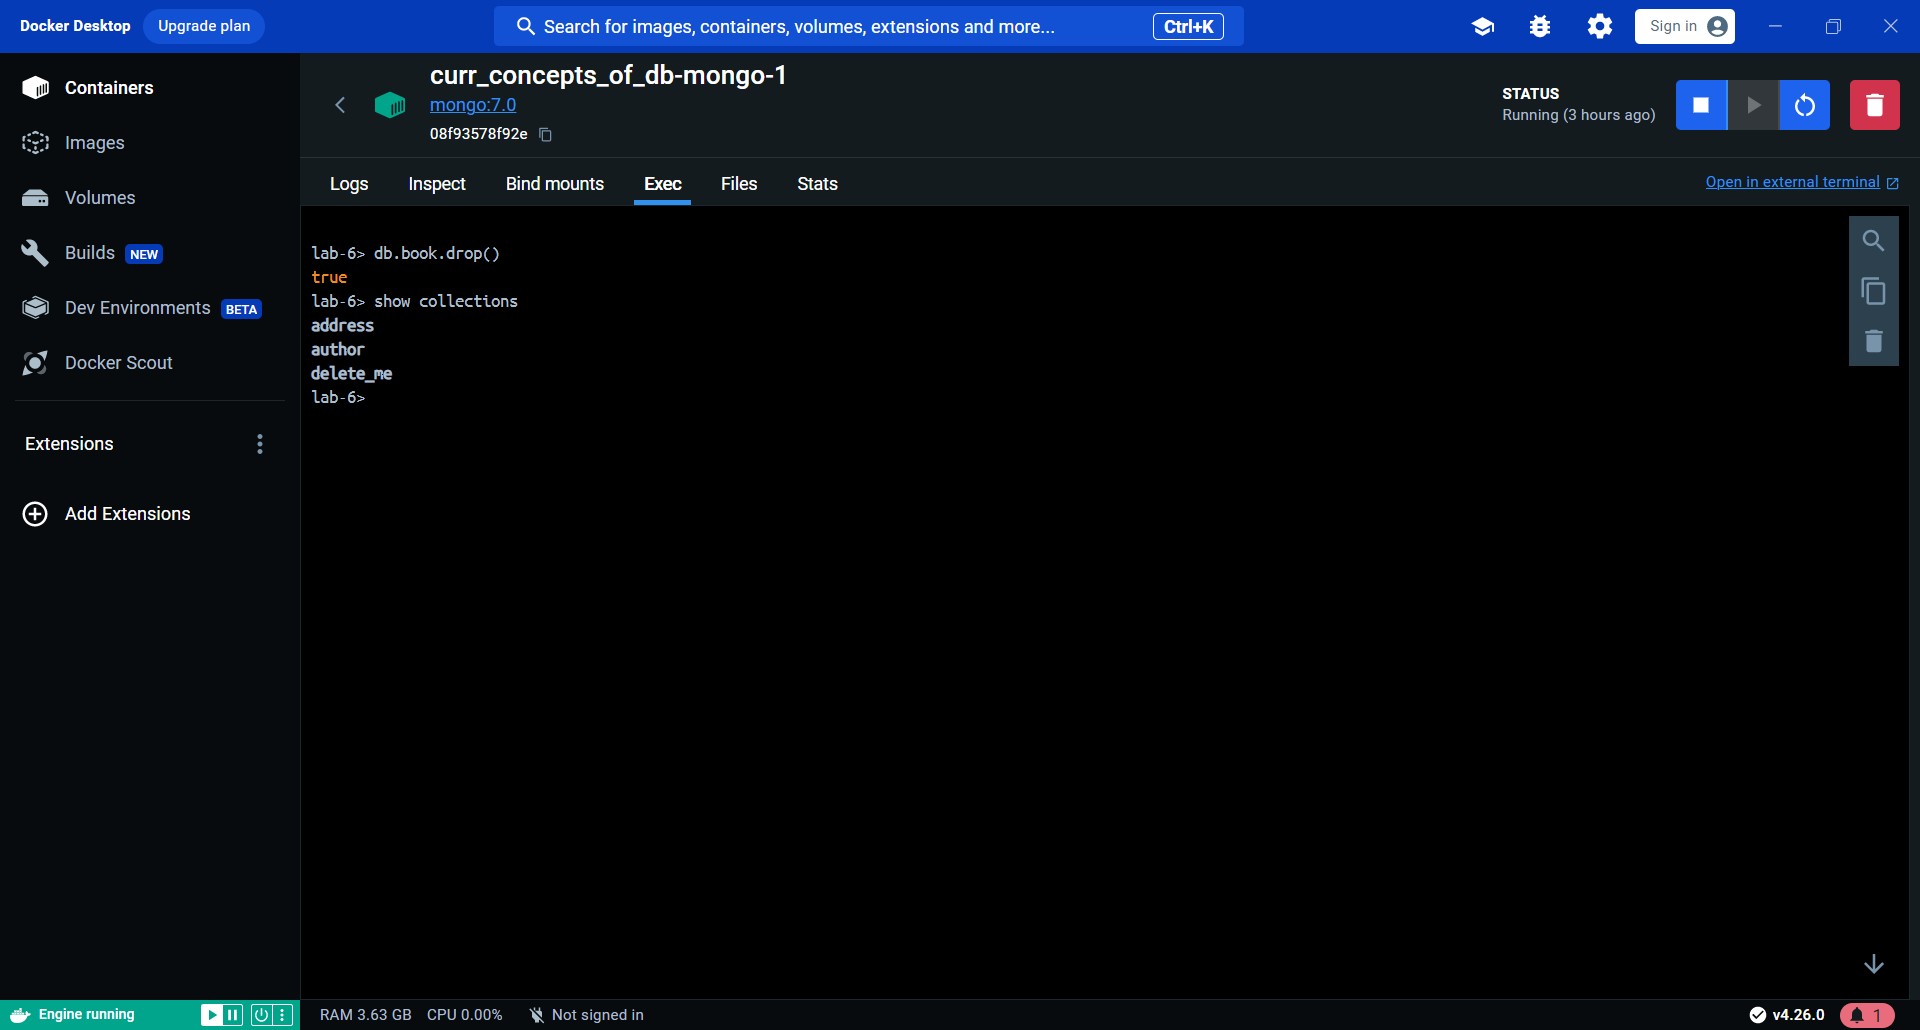 Docker Desktop Upgrade plan
Search for images, containers, volumes, extensions and more... Ctrl+K
Sign in
Containers
Images
Volumes
Builds NEW
Dev Environments BETA
Docker Scout
Extensions
Add Extensions
curr_concepts_of_db-mongo-1
mongo:7.0
08f93578f92e
STATUS
Running (3 hours ago)
Logs Inspect Bind mounts Exec Files Stats
Open in external terminal
lab-6> db.book.drop()
true
lab-6> show collections
address
author
delete_me
lab-6>
Engine running
RAM 3.63 GB CPU 0.00% Not signed in
v4.26.0 1